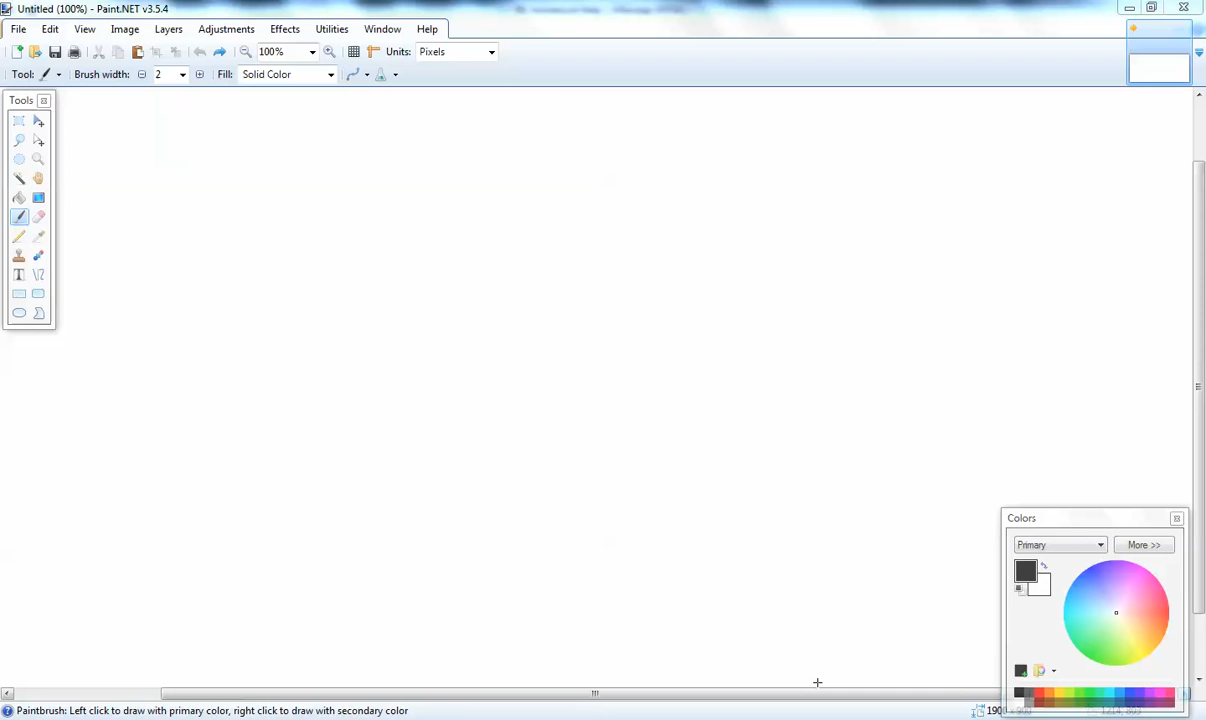 Untitled (100%) - Paint.NET v3.5.4
File Edit View Image Layers Adjustments Effects Utilities Window Help
100% Units: Pixels
Tool: Brush width: 2 Fill: Solid Color
Tools
Colors
Primary More >>
Paintbrush: Left click to draw with primary color, right click to draw with secondary color